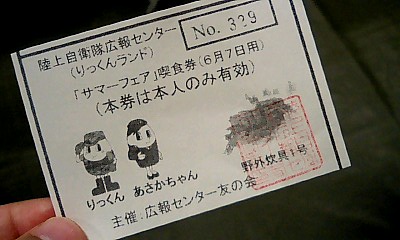 No. 329
陸上自衛隊広報センター
(りっくんランド)
「サマーフェア」喫食券(6月7日用)
(本券は本人のみ有効)
りっくん あさかちゃん
野外炊具1号
主催:広報センター友の会